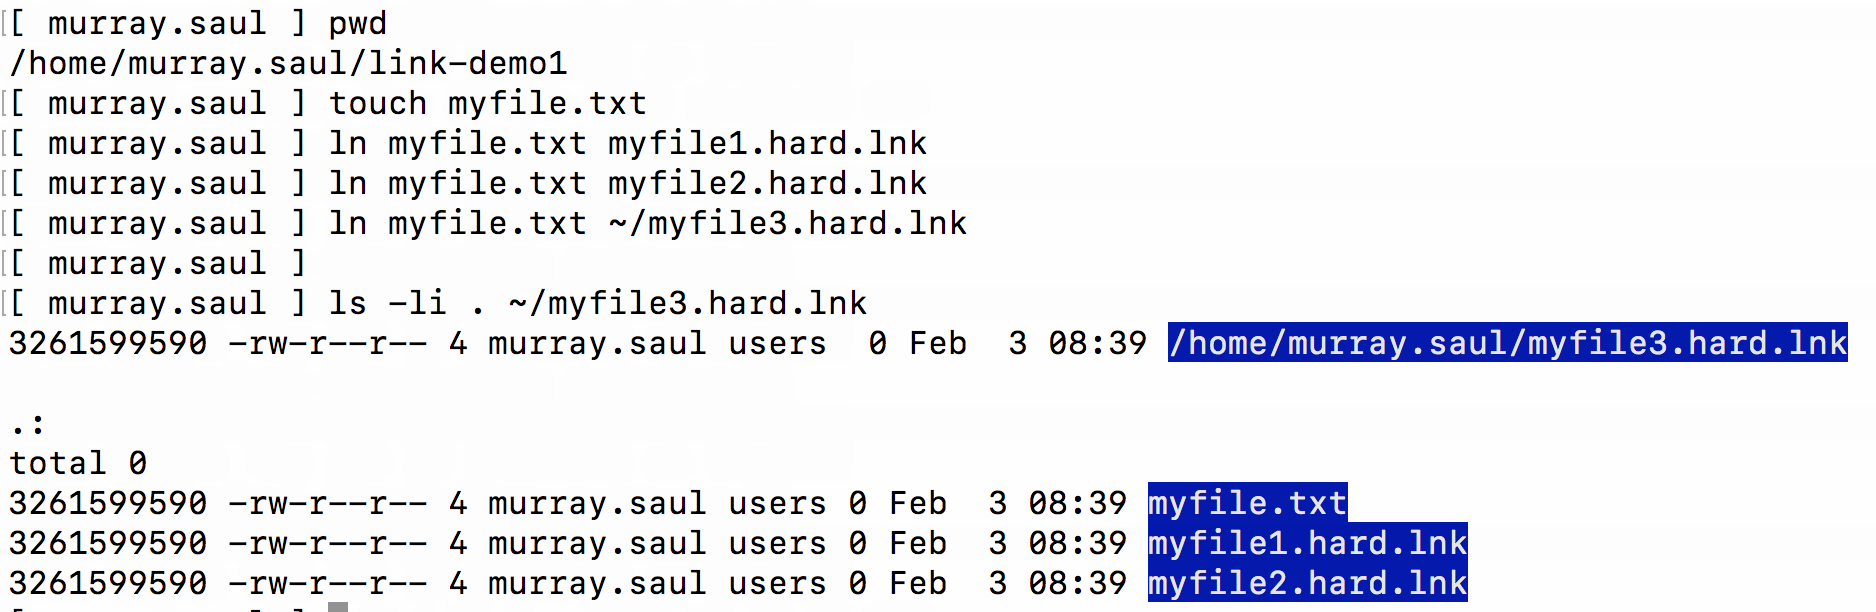 [ murray.saul ] pwd
/home/murray.saul/link-demo1
[ murray.saul ] touch myfile.txt
[ murray.saul ] ln myfile.txt myfile1.hard.lnk
[ murray.saul ] ln myfile.txt myfile2.hard.lnk
[ murray.saul ] ln myfile.txt ~/myfile3.hard.lnk
[ murray.saul ]
[ murray.saul ] ls -li . ~/myfile3.hard.lnk
3261599590 -rw-r--r-- 4 murray.saul users  0 Feb  3 08:39 /home/murray.saul/myfile3.hard.lnk
.:
total 0
3261599590 -rw-r--r-- 4 murray.saul users 0 Feb  3 08:39 myfile.txt
3261599590 -rw-r--r-- 4 murray.saul users 0 Feb  3 08:39 myfile1.hard.lnk
3261599590 -rw-r--r-- 4 murray.saul users 0 Feb  3 08:39 myfile2.hard.lnk